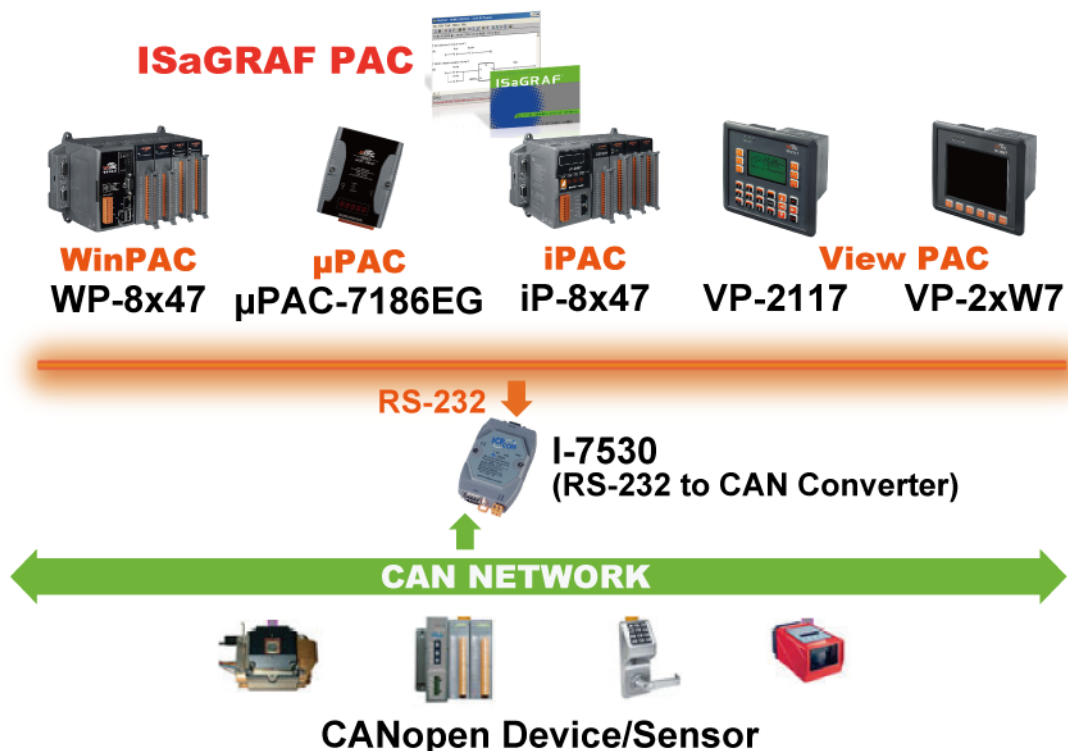 ISaGRAF PAC
ISaGRAF
WinPAC
µPAC
iPAC
View PAC
WP-8x47
µPAC-7186EG
iP-8x47
VP-2117
VP-2xW7
RS-232
I-7530
(RS-232 to CAN Converter)
CAN NETWORK
CANopen Device/Sensor